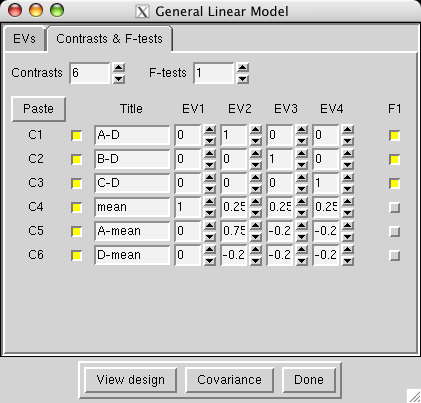 General Linear Model
EVs Contrasts & F-tests
Contrasts 6 F-tests 1
Paste Title EV1 EV2 EV3 EV4 F1
C1 A-D 0 1 0 0
C2 B-D 0 0 1 0
C3 C-D 0 0 0 1
C4 mean 1 0.25 0.25 0.25
C5 A-mean 0 0.75 -0.2 -0.2
C6 D-mean 0 -0.2 -0.2 -0.2
View design Covariance Done